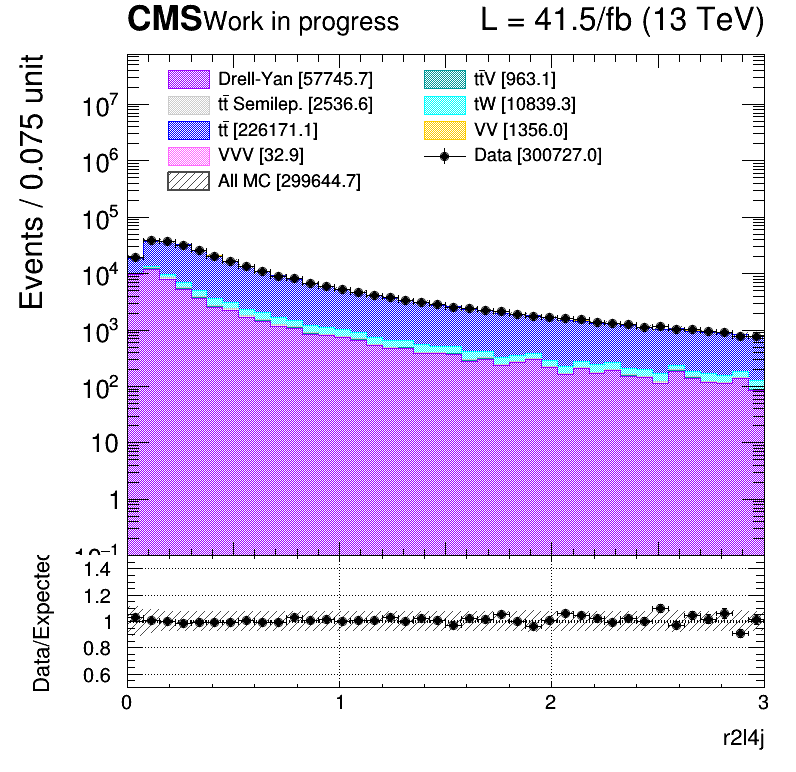 CMS Work in progress L = 41.5/fb (13 TeV)
Events / 0.075 unit
Drell-Yan [57745.7] tt̄V [963.1]
tt̄ Semilep. [2536.6] tW [10839.3]
tt̄ [226171.1] VV [1356.0]
VVV [32.9] Data [300727.0]
All MC [299644.7]
10⁷
10⁶
10⁵
10⁴
10³
10²
10
1
10⁻¹
Data/Expected
1.4
1.2
1
0.8
0.6
0 1 2 3
r2l4j